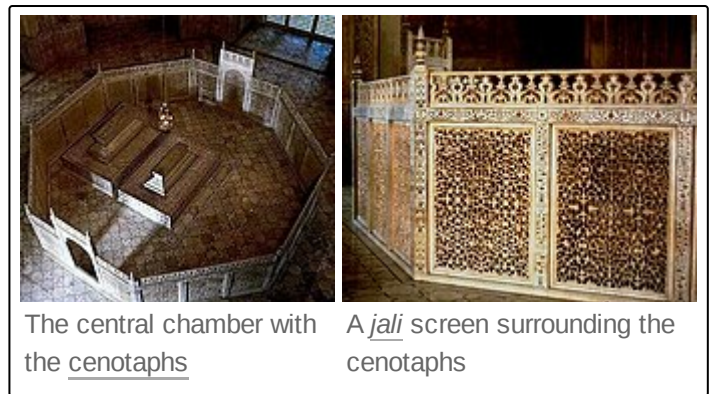 The central chamber with
the cenotaphs
A jali screen surrounding the
cenotaphs